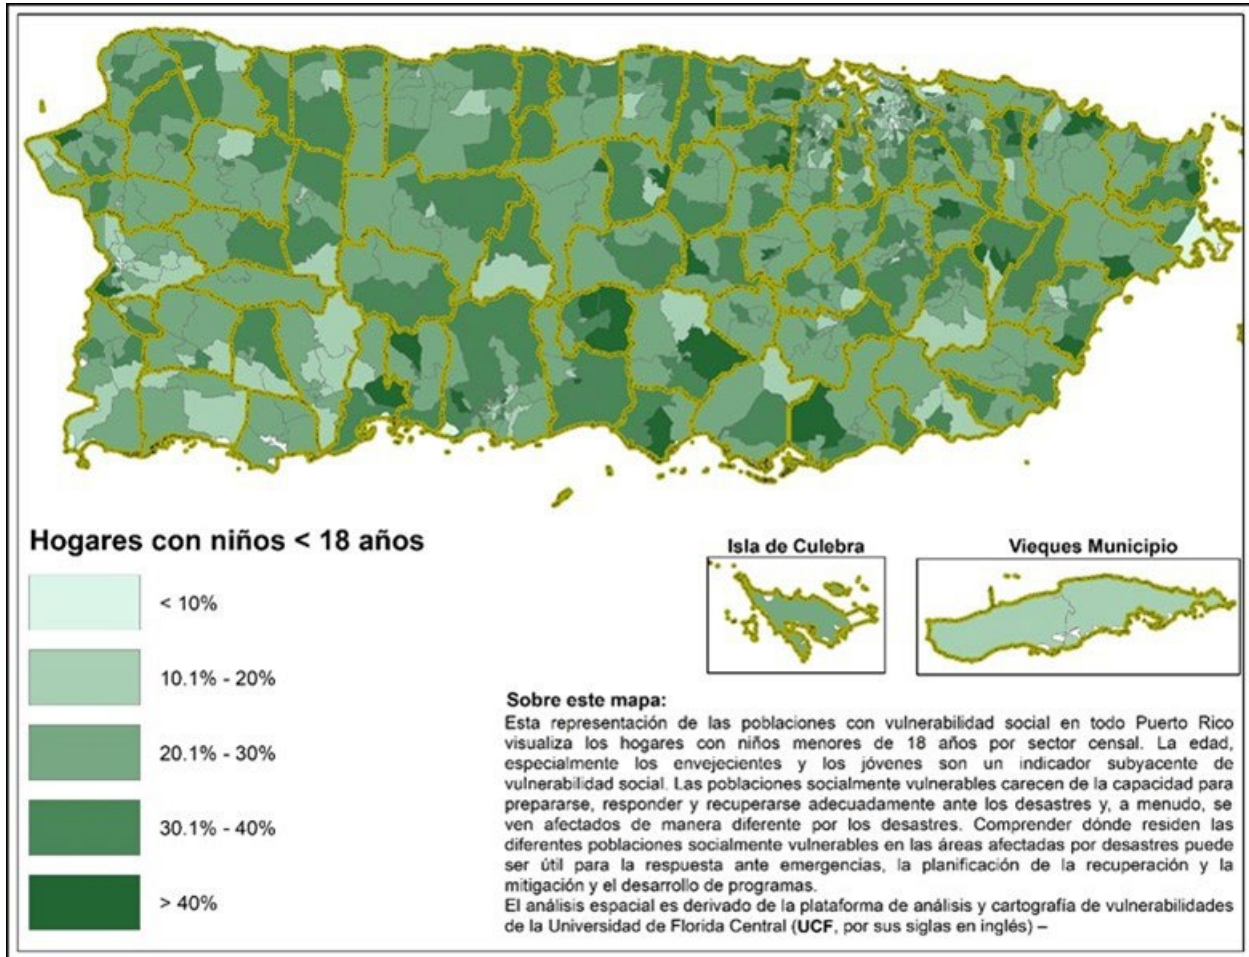 Hogares con niños < 18 años
< 10%
10.1% - 20%
20.1% - 30%
30.1% - 40%
> 40%
Isla de Culebra
Vieques Municipio
Sobre este mapa:
Esta representación de las poblaciones con vulnerabilidad social en todo Puerto Rico
visualiza los hogares con niños menores de 18 años por sector censal. La edad,
especialmente los envejecientes y los jóvenes son un indicador subyacente de
vulnerabilidad social. Las poblaciones socialmente vulnerables carecen de la capacidad para
prepararse, responder y recuperarse adecuadamente ante los desastres y, a menudo, se
ven afectados de manera diferente por los desastres. Comprender dónde residen las
diferentes poblaciones socialmente vulnerables en las áreas afectadas por desastres puede
ser útil para la respuesta ante emergencias, la planificación de la recuperación y la
mitigación y el desarrollo de programas.
El análisis espacial es derivado de la plataforma de análisis y cartografía de vulnerabilidades
de la Universidad de Florida Central (UCF, por sus siglas en inglés) –